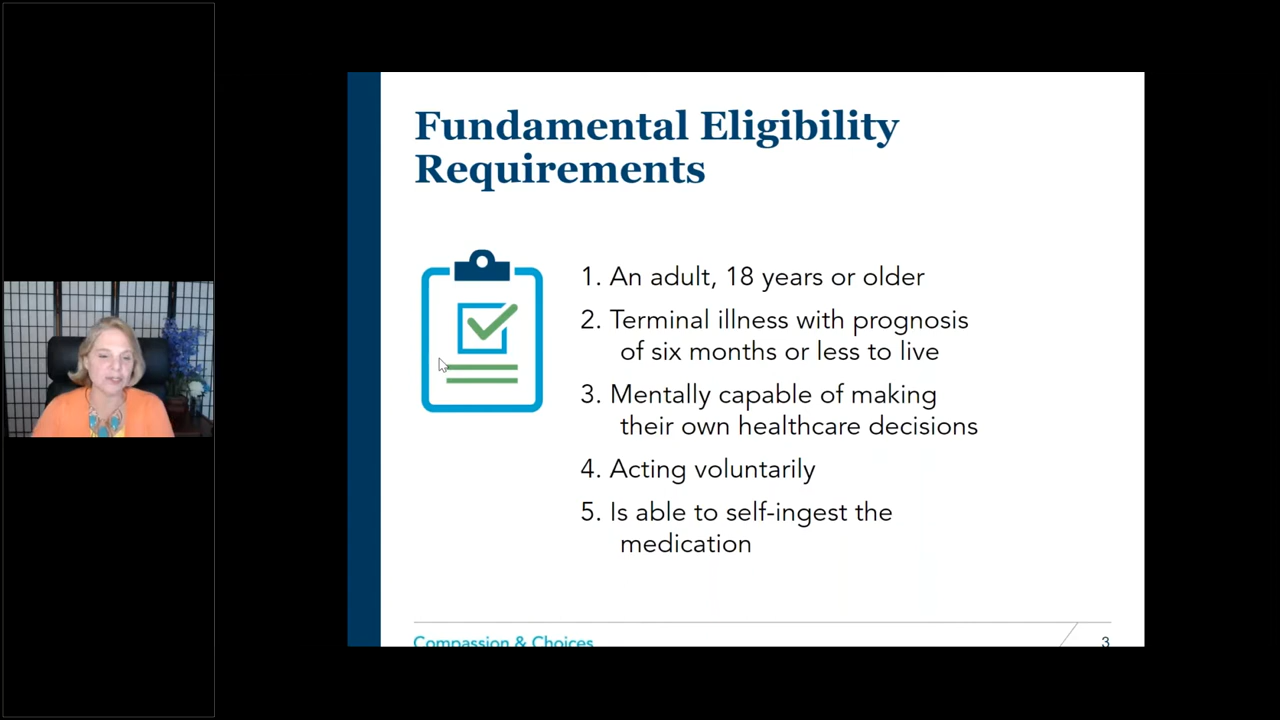 Fundamental Eligibility
Requirements
1. An adult, 18 years or older
2. Terminal illness with prognosis
of six months or less to live
3. Mentally capable of making
their own healthcare decisions
4. Acting voluntarily
5. Is able to self-ingest the
medication
Compassion & Choices
3